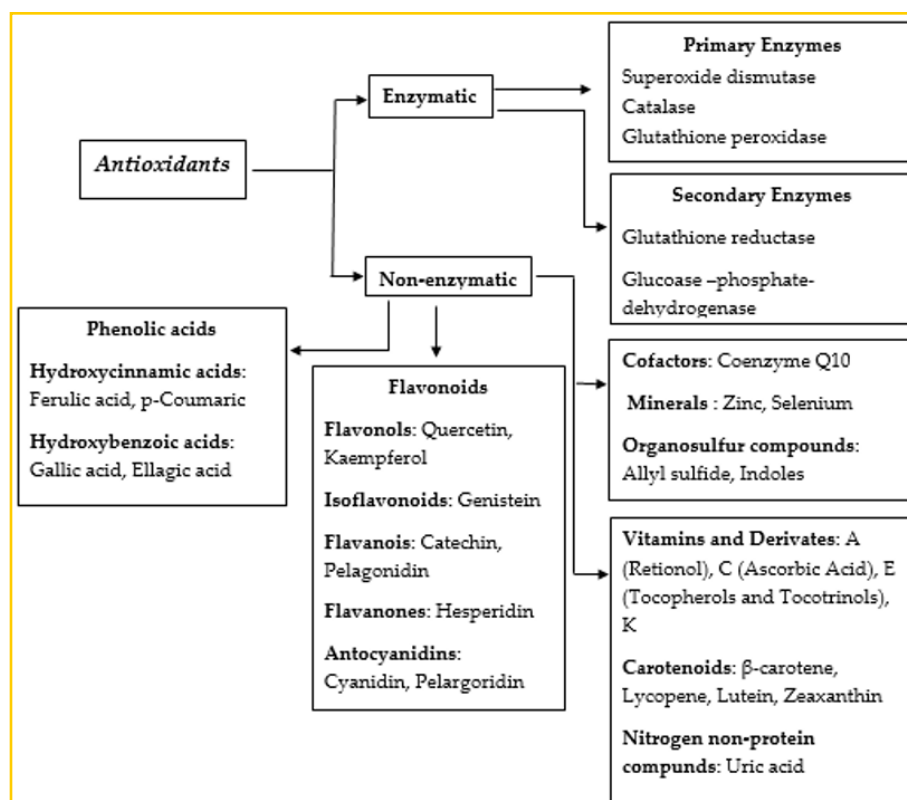 Antioxidants
Enzymatic
Primary Enzymes
Superoxide dismutase
Catalase
Glutathione peroxidase
Secondary Enzymes
Glutathione reductase
Glucoase –phosphate-
dehydrogenase
Non-enzymatic
Phenolic acids
Hydroxycinnamic acids:
Ferulic acid, p-Coumaric
Hydroxybenzoic acids:
Gallic acid, Ellagic acid
Flavonoids
Flavonols: Quercetin,
Kaempferol
Isoflavonoids: Genistein
Flavanois: Catechin,
Pelagonidin
Flavanones: Hesperidin
Antocyanidins:
Cyanidin, Pelargoridin
Cofactors: Coenzyme Q10
Minerals : Zinc, Selenium
Organosulfur compounds:
Allyl sulfide, Indoles
Vitamins and Derivates: A
(Retionol), C (Ascorbic Acid), E
(Tocopherols and Tocotrinols),
K
Carotenoids: β-carotene,
Lycopene, Lutein, Zeaxanthin
Nitrogen non-protein
compunds: Uric acid